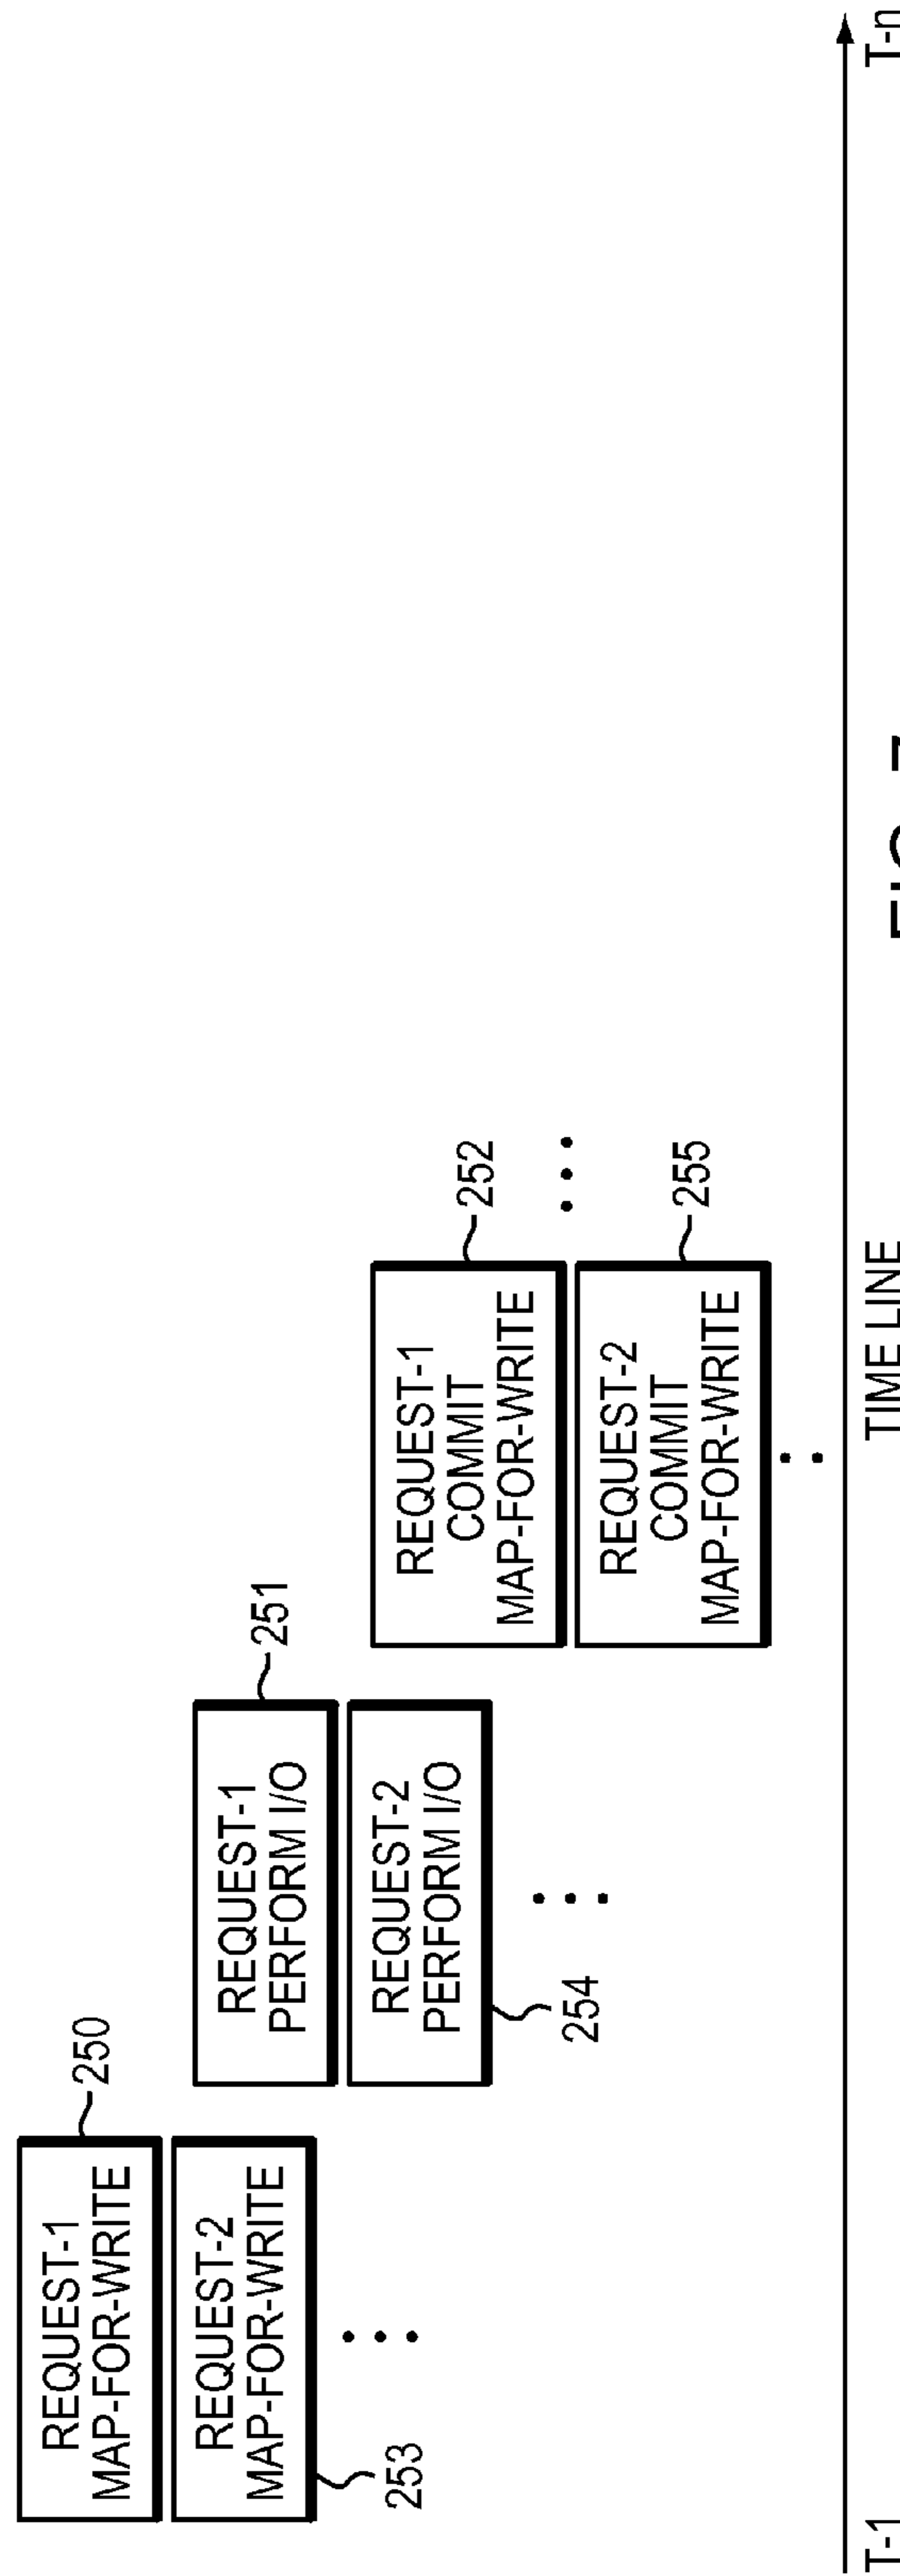 REQUEST-1
MAP-FOR-WRITE
250
REQUEST-2
MAP-FOR-WRITE
253
REQUEST-1
PERFORM I/O
251
REQUEST-2
PERFORM I/O
254
REQUEST-1
COMMIT
MAP-FOR-WRITE
252
REQUEST-2
COMMIT
MAP-FOR-WRITE
255
T-1
TIME LINE
T-n
FIG.